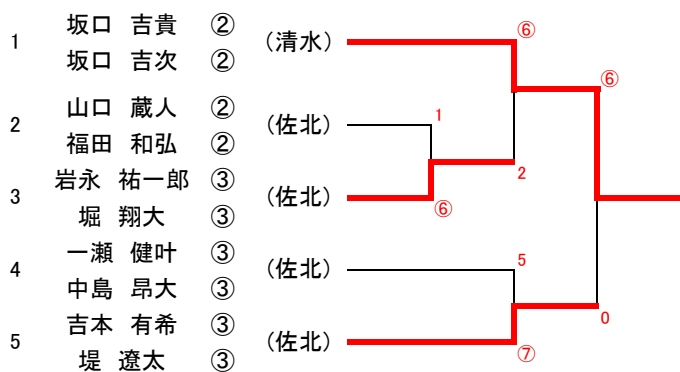 坂口 吉貴 ②
1 (清水) ⑥
坂口 吉次 ②
⑥
山口 蔵人 ②
2 (佐北) 1
福田 和弘 ②
2
岩永 祐一郎 ③
3 (佐北) ⑥
堀 翔大 ③
一瀬 健叶 ③
4 (佐北) 5
中島 昂大 ③
0
吉本 有希 ③
5 (佐北) ⑦
堤 遼太 ③